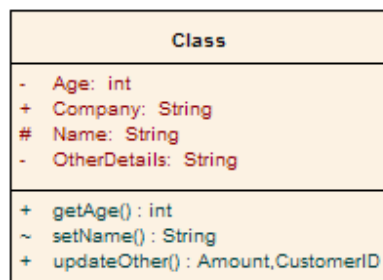 Class
- Age: int
+ Company: String
# Name: String
- OtherDetails: String
+ getAge() : int
~ setName() : String
+ updateOther() : Amount,CustomerID